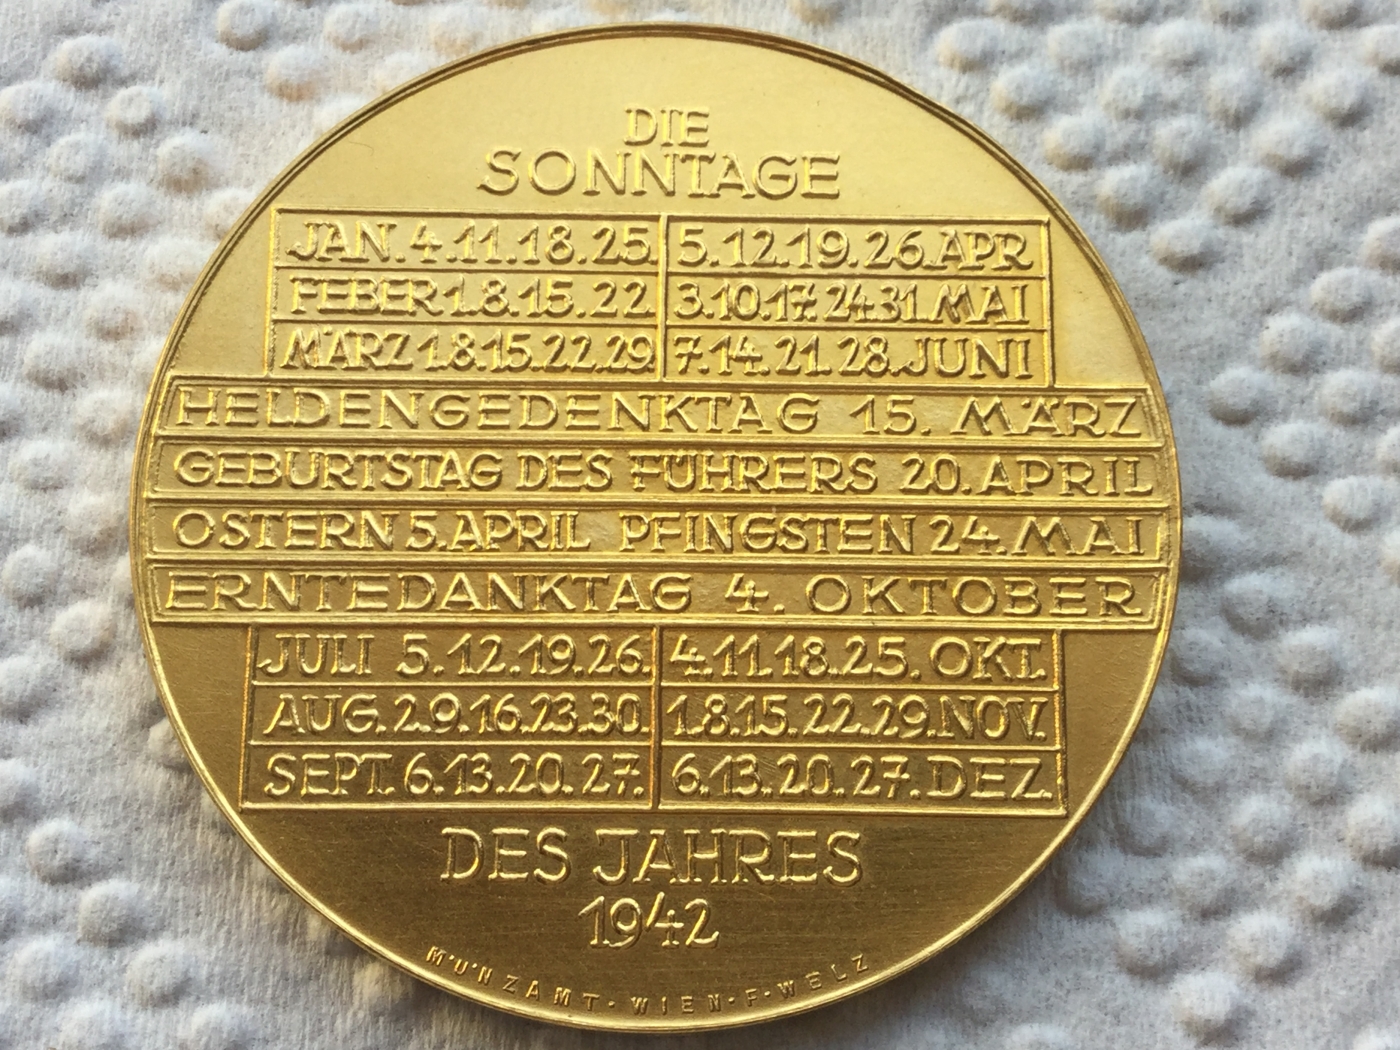 DIE
SONNTAGE
JAN. 4.11.18.25. 5.12.19.26.APR
FEBER 1.8.15.22. 3.10.17.24.31.MAI
MÄRZ 1.8.15.22.29. 7.14.21.28.JUNI
HELDENGEDENKTAG 15. MÄRZ
GEBURTSTAG DES FÜHRERS 20. APRIL
OSTERN 5. APRIL PFINGSTEN 24. MAI
ERNTEDANKTAG 4. OKTOBER
JULI 5.12.19.26. 4.11.18.25. OKT.
AUG. 2.9.16.23.30. 1.8.15.22.29. NOV.
SEPT. 6.13.20.27. 6.13.20.27. DEZ.
DES JAHRES
1942
MÜNZAMT·WIEN·F·WELZ